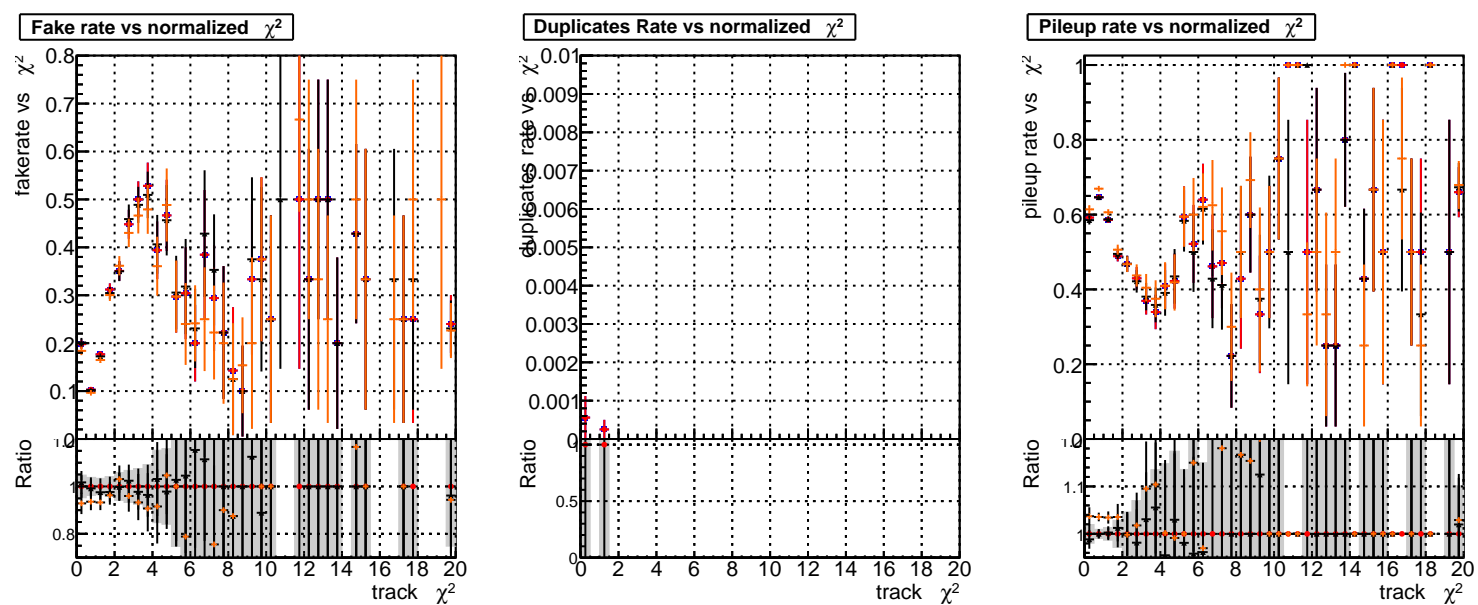 Fake rate vs normalized χ²
fakerate vs χ²
0.8
0.7
0.6
0.5
0.4
0.3
0.2
0.1
Ratio
1
0.8
0 2 4 6 8 10 12 14 16 18 20
track χ²
Duplicates Rate vs normalized χ²
duplicates rate vs χ²
0.01
0.009
0.008
0.007
0.006
0.005
0.004
0.003
0.002
0.001
0
Ratio
0.5
0
0 2 4 6 8 10 12 14 16 18 20
track χ²
Pileup rate vs normalized χ²
pileup rate vs χ²
1
0.8
0.6
0.4
0.2
Ratio
1.1
1
0 2 4 6 8 10 12 14 16 18 20
track χ²